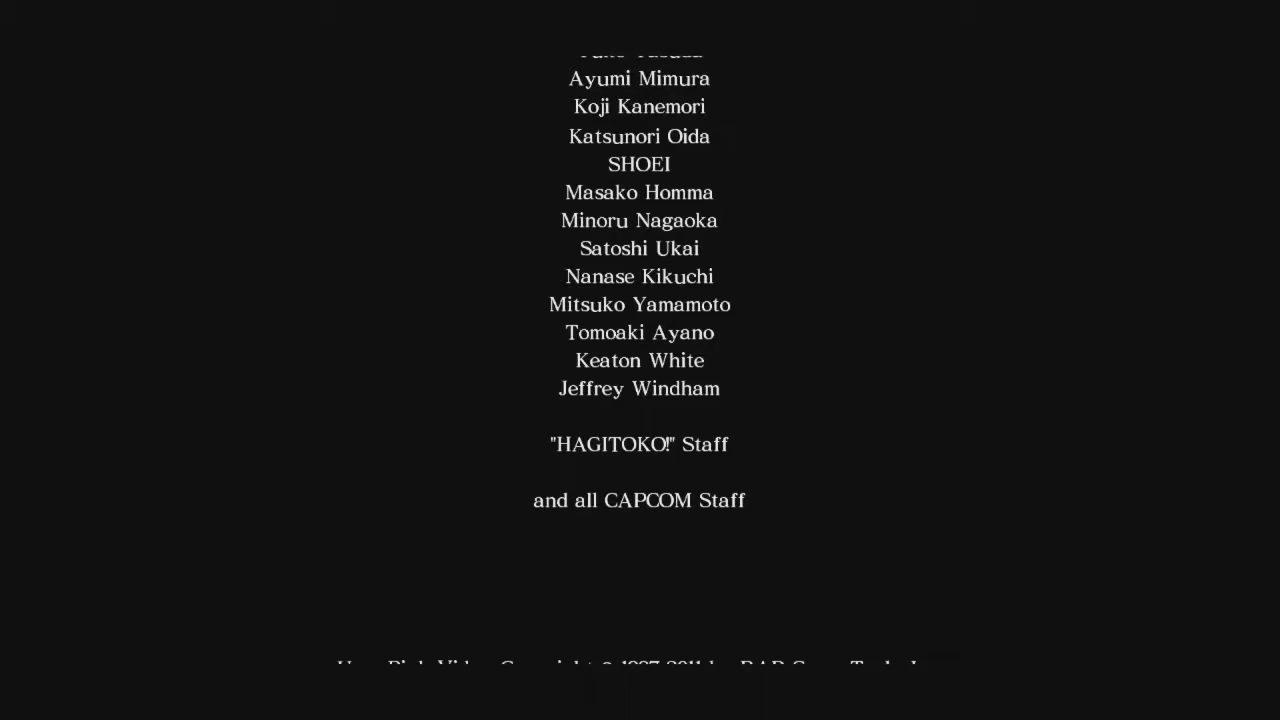 Ayumi Mimura
Koji Kanemori
Katsunori Oida
SHOEI
Masako Homma
Minoru Nagaoka
Satoshi Ukai
Nanase Kikuchi
Mitsuko Yamamoto
Tomoaki Ayano
Keaton White
Jeffrey Windham
"HAGITOKO!" Staff
and all CAPCOM Staff